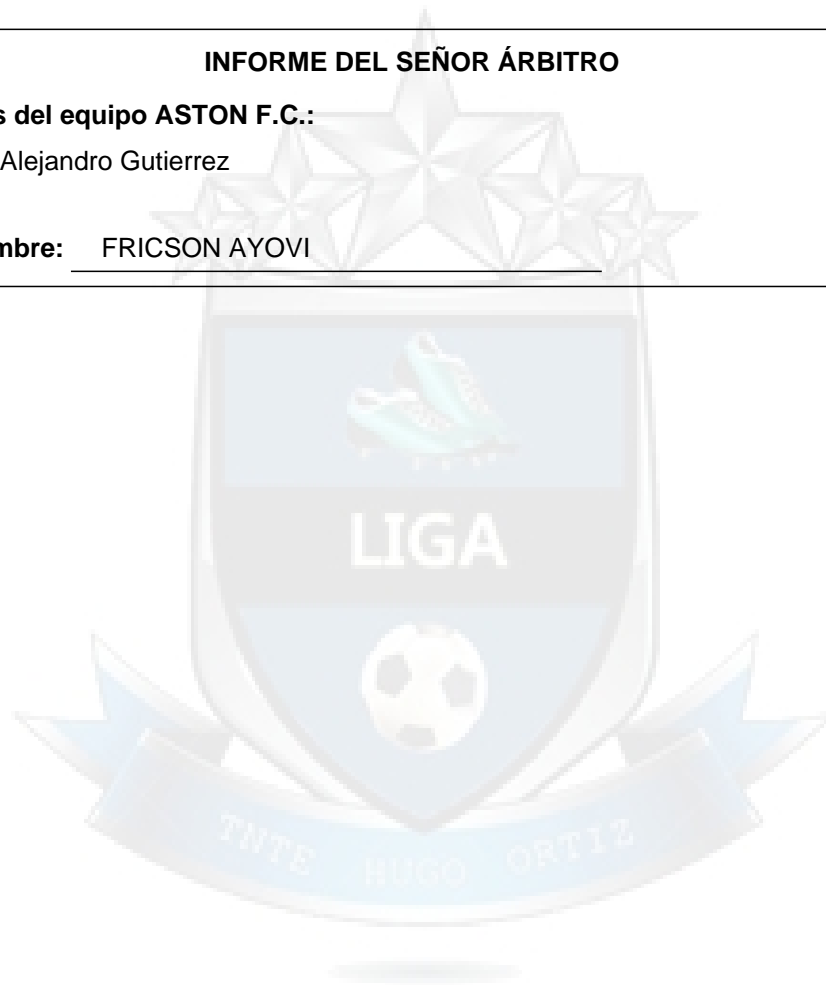 INFORME DEL SEÑOR ÁRBITRO
s del equipo ASTON F.C.:
Alejandro Gutierrez
mbre: FRICSON AYOVI
LIGA
TNTE HUGO ORTIZ